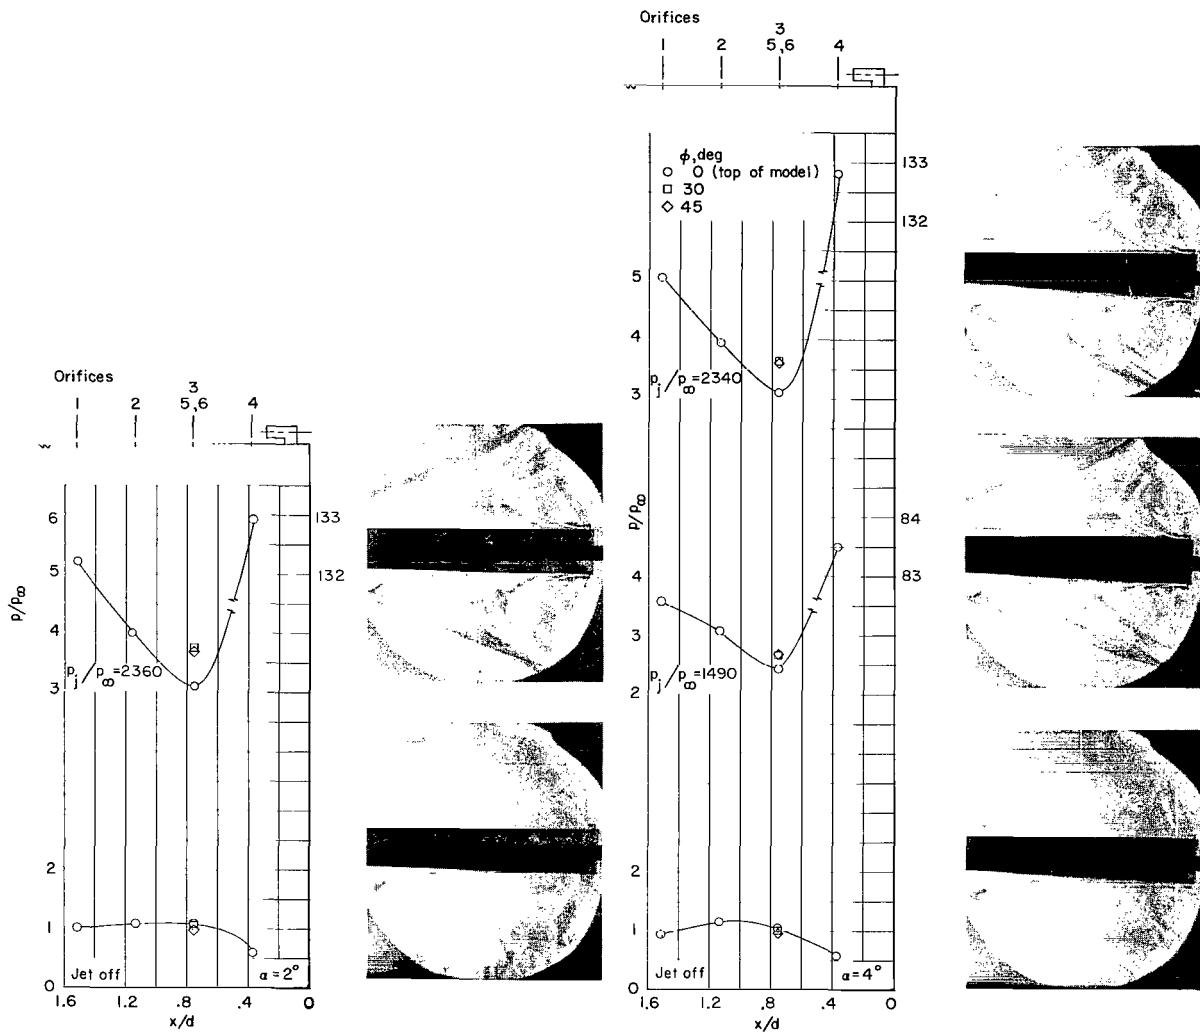 Orifices
1 2 3 4
5,6
p/p∞
6
5
4
3
2
1
0
133
132
pj/p∞=2360
Jet off
α=2°
1.6 1.2 .8 .4 0
x/d
Orifices
1 2 3 4
5,6
φ,deg
○ 0 (top of model)
□ 30
◇ 45
p/p∞
5
4
3
133
132
pj/p∞=2340
4
3
2
84
83
pj/p∞=1490
2
1
0
Jet off
α=4°
1.6 1.2 .8 .4 0
x/d